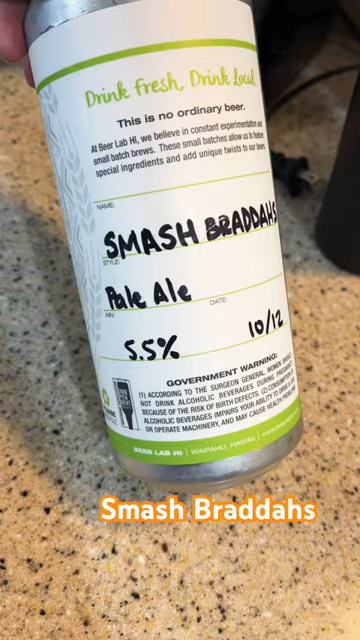 Drink Fresh, Drink Local
This is no ordinary beer.
At Beer Lab HI, we believe in constant experimentation and
small batch brews. These small batches allow us to feature
special ingredients and add unique twists to our beers.
NAME:
SMASH BRADDAHS
STYLE:
Pale Ale
ABV: DATE:
5.5% 10/12
GOVERNMENT WARNING:
(1) ACCORDING TO THE SURGEON GENERAL, WOMEN SHOULD
NOT DRINK ALCOHOLIC BEVERAGES DURING PREGNANCY
BECAUSE OF THE RISK OF BIRTH DEFECTS. (2) CONSUMPTION OF
ALCOHOLIC BEVERAGES IMPAIRS YOUR ABILITY TO DRIVE A CAR
OR OPERATE MACHINERY, AND MAY CAUSE HEALTH PROBLEMS.
BEER LAB HI | WAIPAHU, HAWAII |
Smash Braddahs